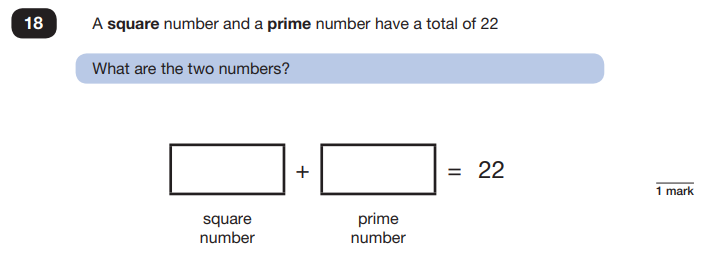 18 A square number and a prime number have a total of 22
What are the two numbers?
+ = 22
1 mark
square number
prime number